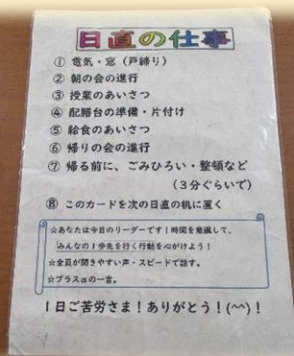 日直の仕事
① 電気・窓（戸締り）
② 朝の会の進行
③ 授業のあいさつ
④ 配膳台の準備・片付け
⑤ 給食のあいさつ
⑥ 帰りの会の進行
⑦ 帰る前に、ごみひろい・整頓など
（３分ぐらいで）
⑧ このカードを次の日直の机に置く
☆あなたは今日のリーダーです！時間を意識して、
みんなの１歩先を行く行動を心がけよう！
☆全員が聞きやすい声・スピードで話す。
☆プラスαの一言。
１日ご苦労さま！ありがとう！(^^)！